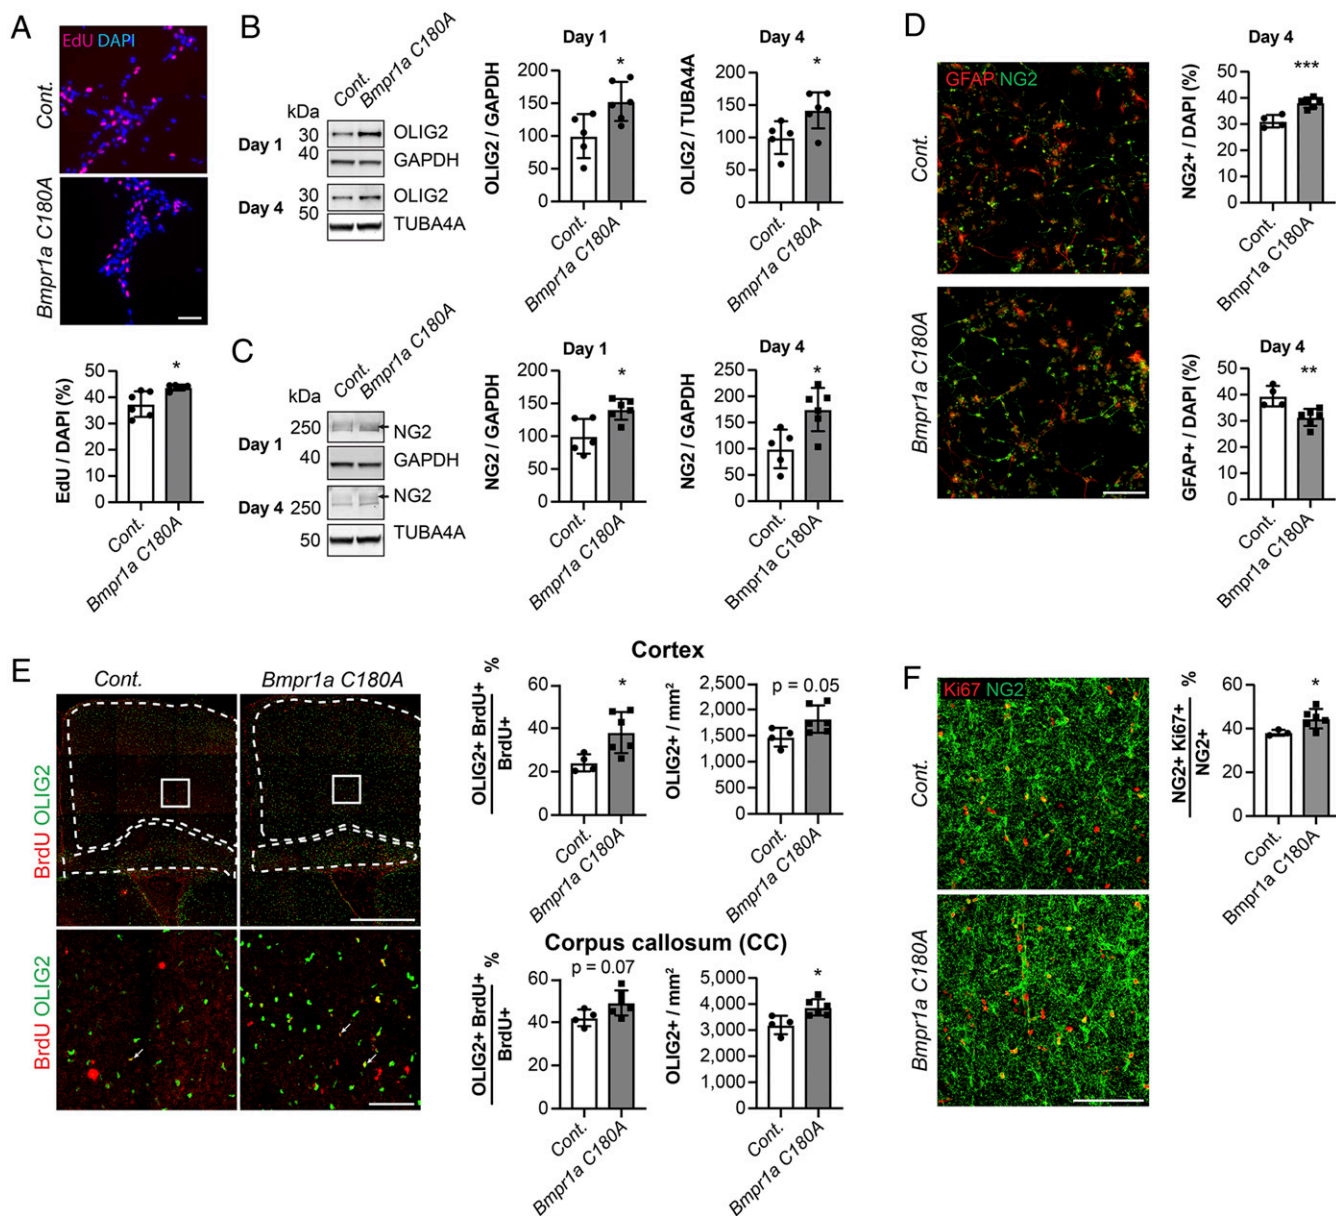 A
EdU DAPI
Cont.
Bmpr1a C180A
EdU / DAPI (%)
50
40
30
20
10
0
*
Cont.
Bmpr1a C180A
B
kDa
Cont.
Bmpr1a C180A
Day 1
30
OLIG2
40
GAPDH
Day 4
30
OLIG2
50
TUBA4A
Day 1
OLIG2 / GAPDH
200
150
100
50
0
*
Cont.
Bmpr1a C180A
Day 4
OLIG2 / TUBA4A
200
150
100
50
0
*
Cont.
Bmpr1a C180A
C
kDa
Cont.
Bmpr1a C180A
Day 1
250
NG2
40
GAPDH
Day 4
250
NG2
50
TUBA4A
Day 1
NG2 / GAPDH
200
150
100
50
0
*
Cont.
Bmpr1a C180A
Day 4
NG2 / GAPDH
250
200
150
100
50
0
*
Cont.
Bmpr1a C180A
D
GFAP NG2
Cont.
Bmpr1a C180A
Day 4
NG2+ / DAPI (%)
50
40
30
20
10
0
***
Cont.
Bmpr1a C180A
Day 4
GFAP+ / DAPI (%)
50
40
30
20
10
0
**
Cont.
Bmpr1a C180A
E
Cont.
Bmpr1a C180A
BrdU OLIG2
BrdU OLIG2
Cortex
%
OLIG2+ BrdU+
BrdU+
60
40
20
0
*
Cont.
Bmpr1a C180A
OLIG2+ / mm²
2,500
2,000
1,500
1,000
500
0
p = 0.05
Cont.
Bmpr1a C180A
Corpus callosum (CC)
%
OLIG2+ BrdU+
BrdU+
60
40
20
0
p = 0.07
Cont.
Bmpr1a C180A
OLIG2+ / mm²
5,000
4,000
3,000
2,000
1,000
0
*
Cont.
Bmpr1a C180A
F
Ki67 NG2
Cont.
Bmpr1a C180A
%
NG2+ Ki67+
NG2+
60
40
20
0
*
Cont.
Bmpr1a C180A